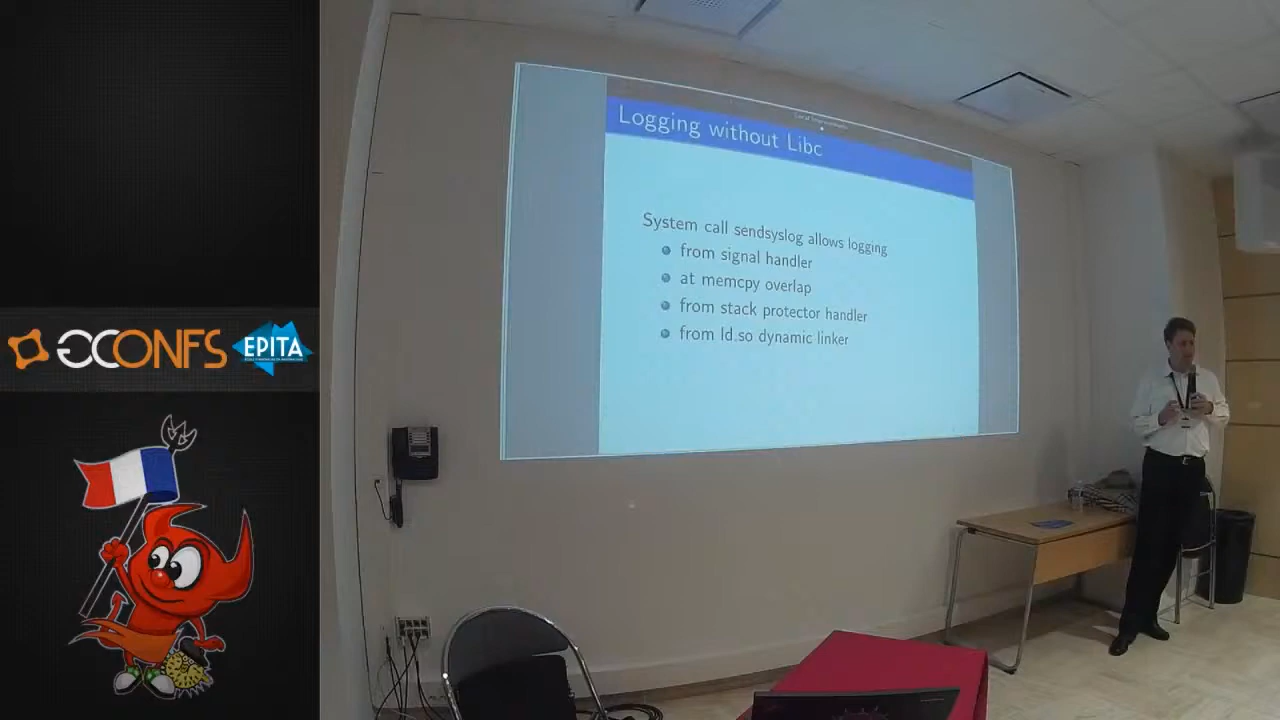 Logging without Libc
System call sendsyslog allows logging
from signal handler
at memcpy overlap
from stack protector handler
from ld.so dynamic linker
GCONFS
EPITA